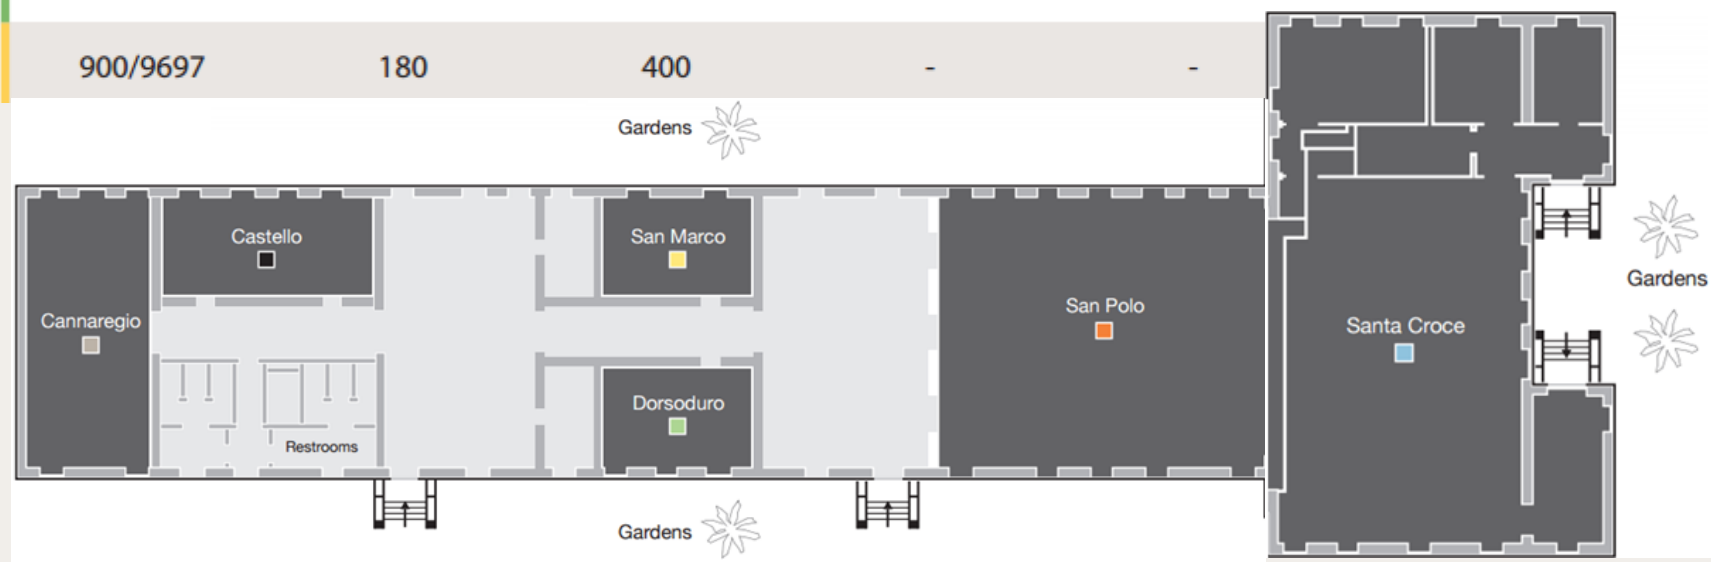 900/9697 180 400 - -
Gardens
Castello
San Marco
Cannaregio
San Polo
Santa Croce
Gardens
Dorsoduro
Restrooms
Gardens